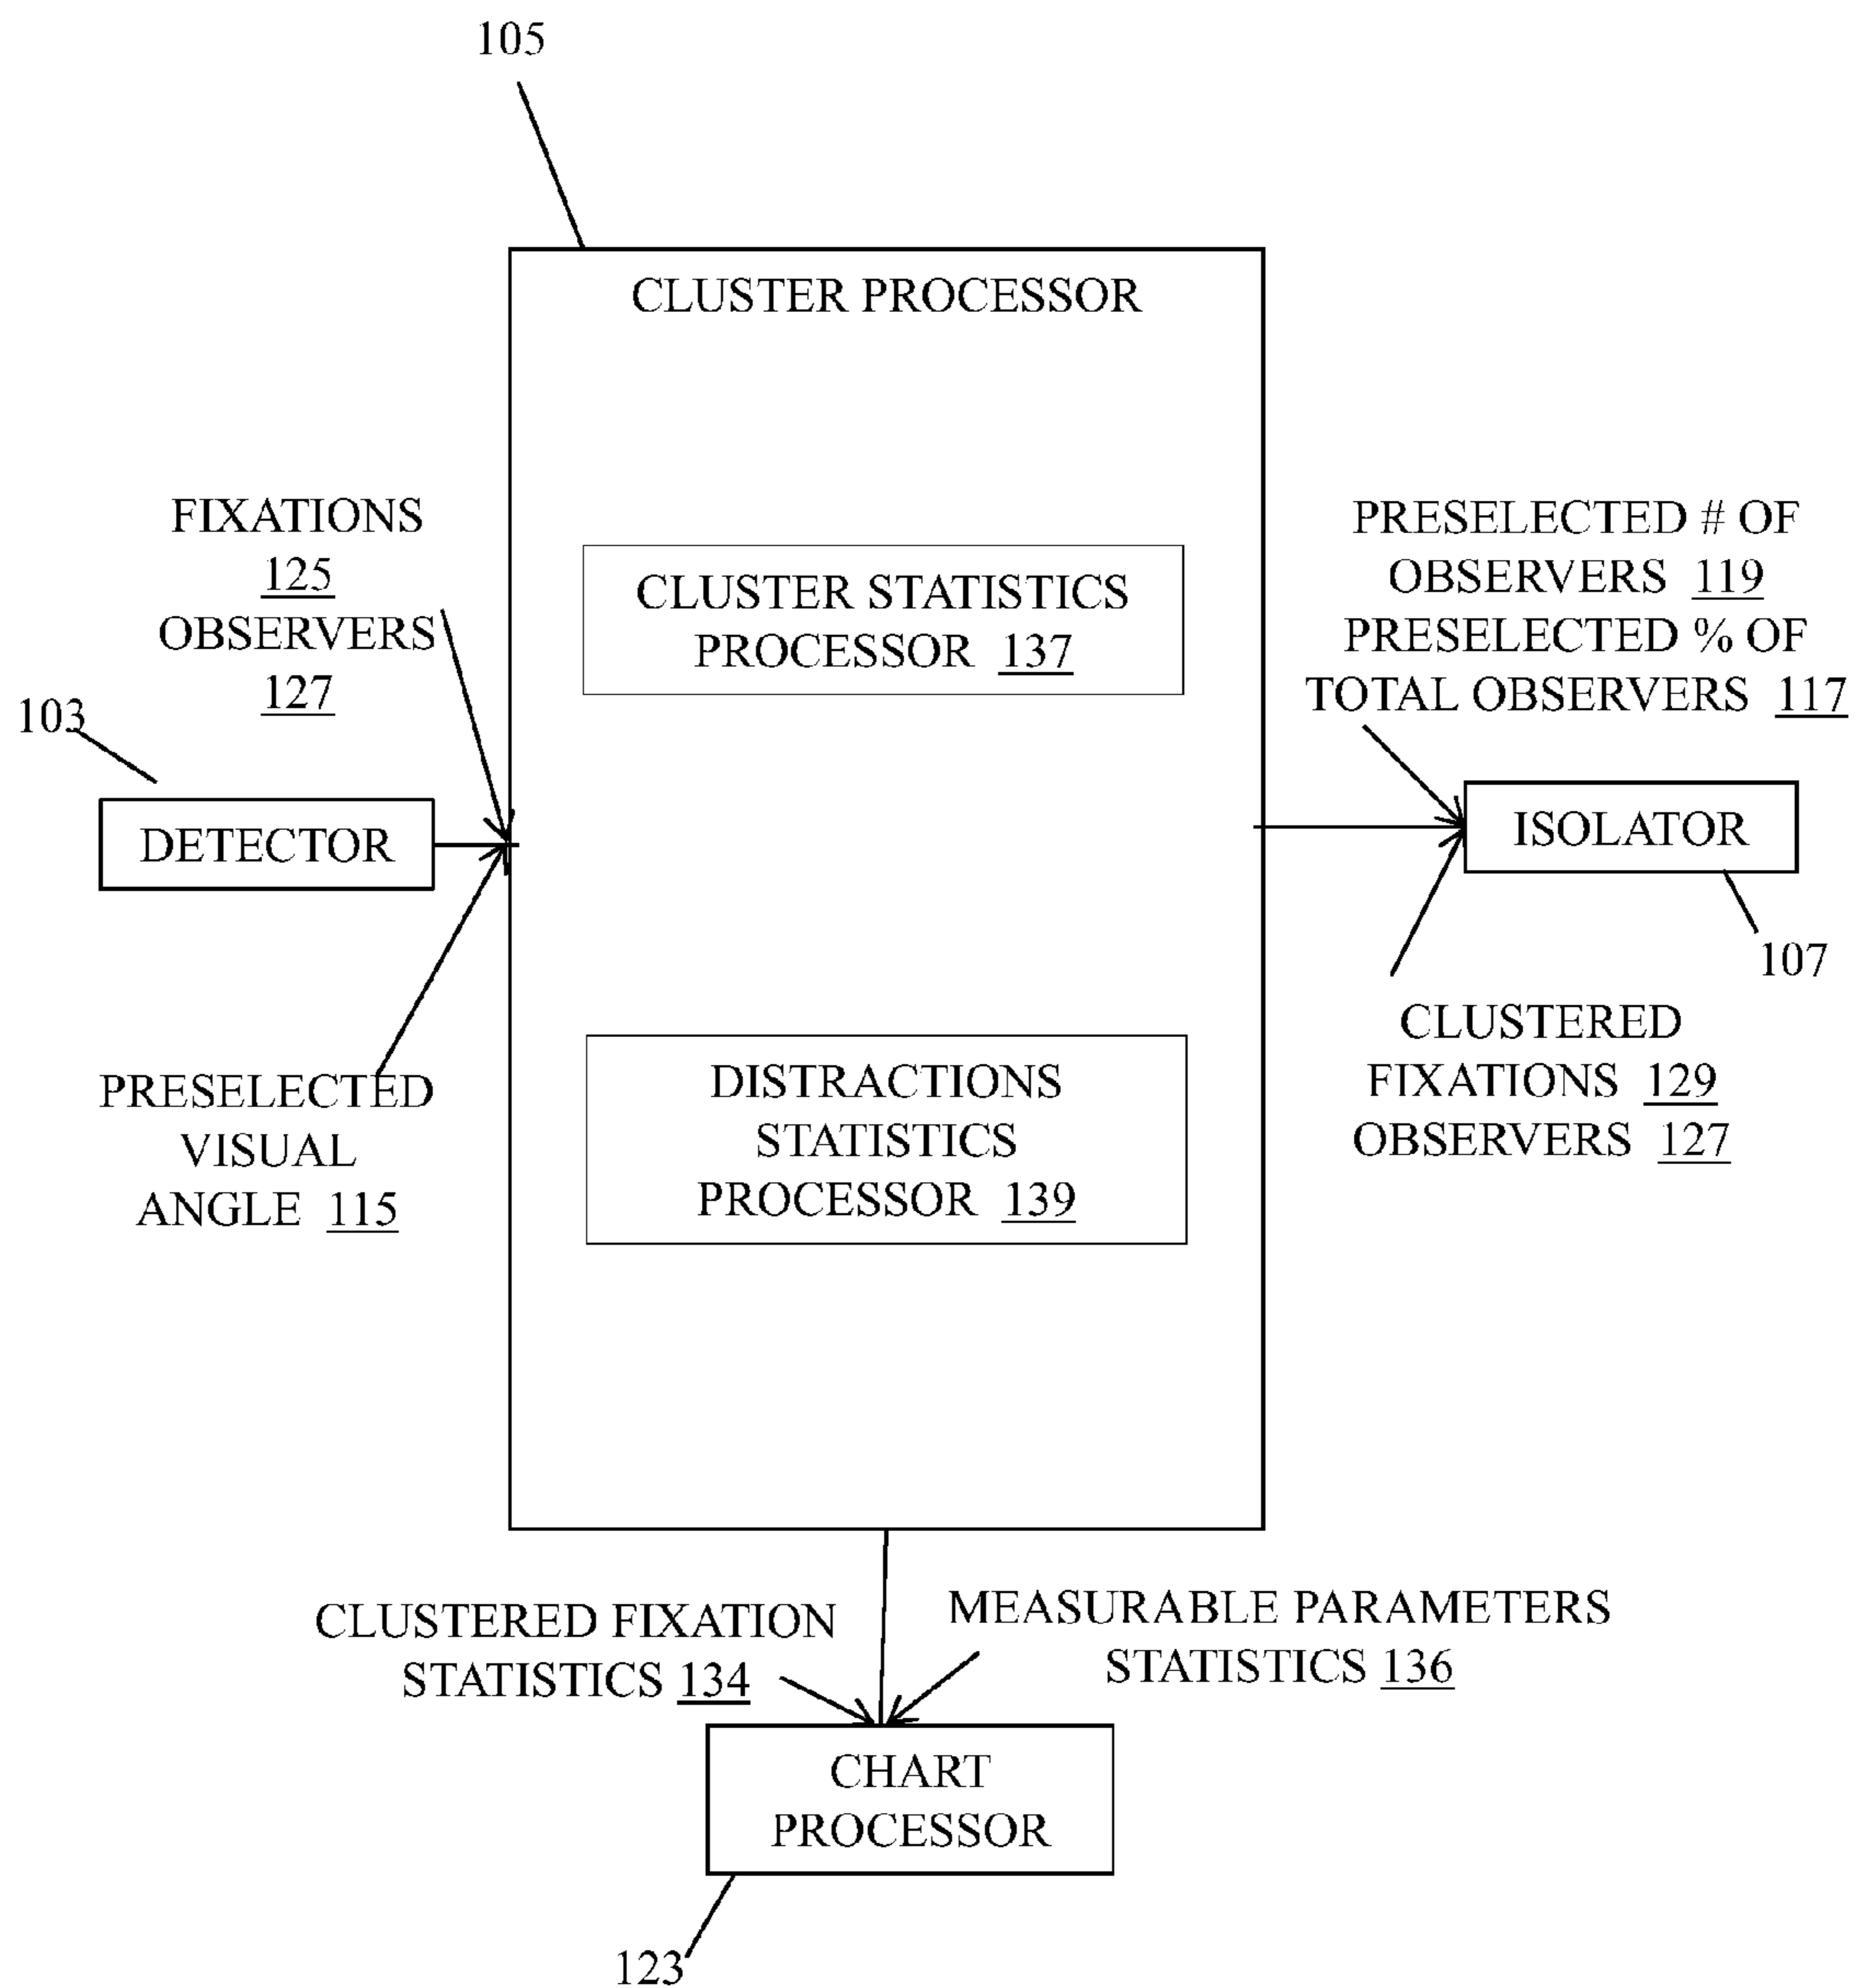 105
CLUSTER PROCESSOR
FIXATIONS
125
OBSERVERS
127
103
DETECTOR
PRESELECTED
VISUAL
ANGLE 115
CLUSTER STATISTICS
PROCESSOR 137
DISTRACTIONS
STATISTICS
PROCESSOR 139
PRESELECTED # OF
OBSERVERS 119
PRESELECTED % OF
TOTAL OBSERVERS 117
ISOLATOR
107
CLUSTERED
FIXATIONS 129
OBSERVERS 127
CLUSTERED FIXATION
STATISTICS 134
MEASURABLE PARAMETERS
STATISTICS 136
CHART
PROCESSOR
123